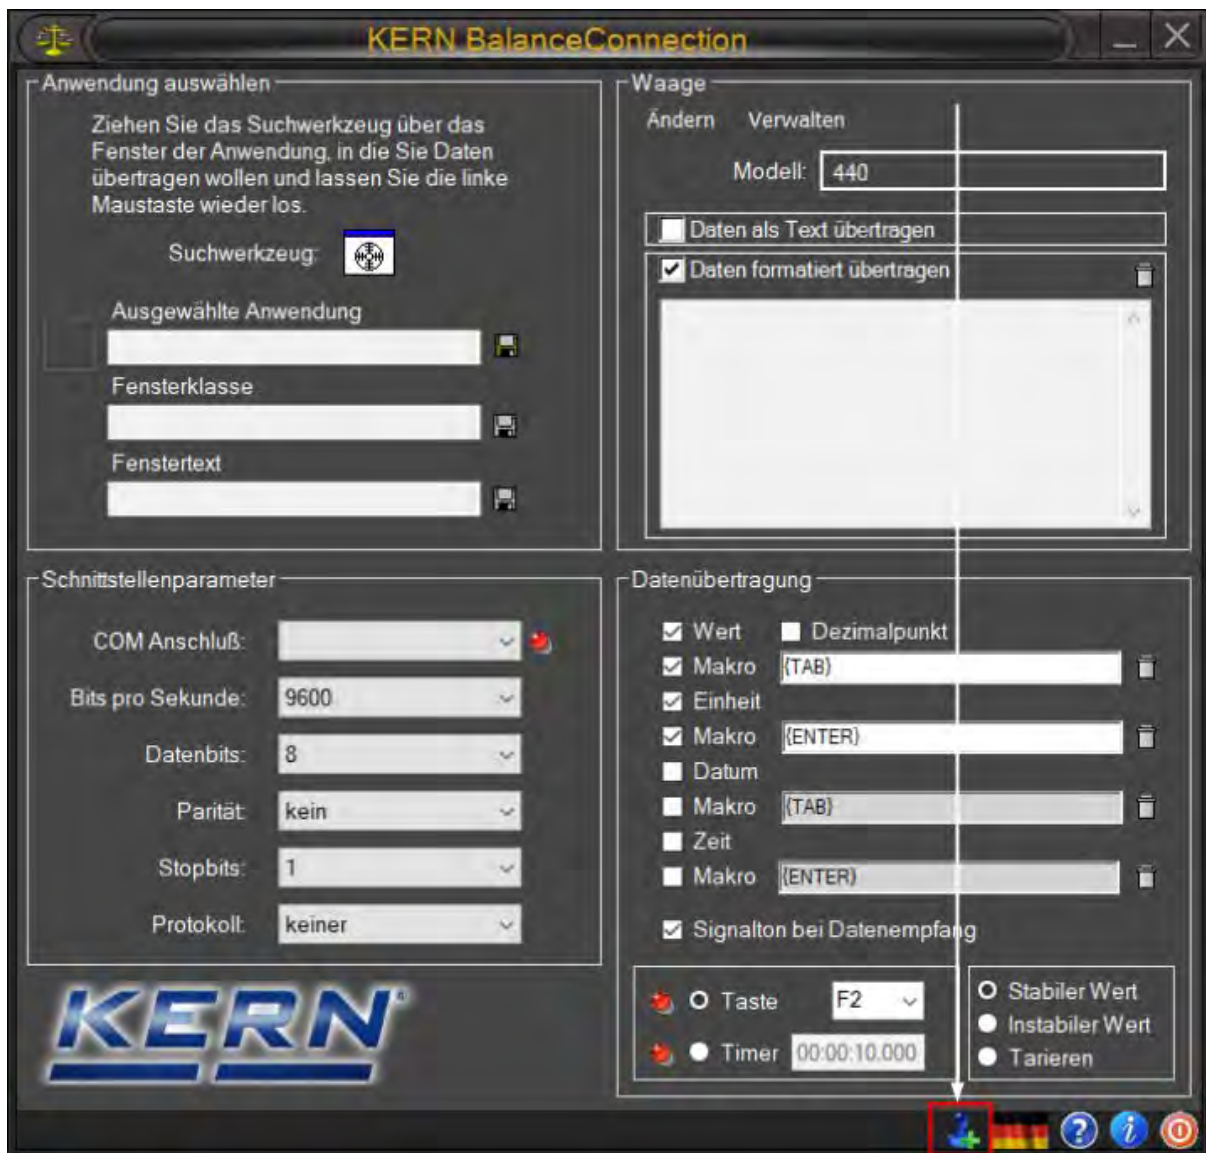 KERN BalanceConnection
Anwendung auswählen
Ziehen Sie das Suchwerkzeug über das
Fenster der Anwendung, in die Sie Daten
übertragen wollen und lassen Sie die linke
Maustaste wieder los.
Suchwerkzeug:
Ausgewählte Anwendung
Fensterklasse
Fenstertext
Waage
Ändern Verwalten
Modell: 440
Daten als Text übertragen
Daten formatiert übertragen
Schnittstellenparameter
COM Anschluß:
Bits pro Sekunde: 9600
Datenbits: 8
Parität: kein
Stopbits: 1
Protokoll: keiner
KERN
Datenübertragung
Wert Dezimalpunkt
Makro {TAB}
Einheit
Makro {ENTER}
Datum
Makro {TAB}
Zeit
Makro {ENTER}
Signalton bei Datenempfang
Taste F2
Timer 00:00:10.000
Stabiler Wert
Instabiler Wert
Tarieren